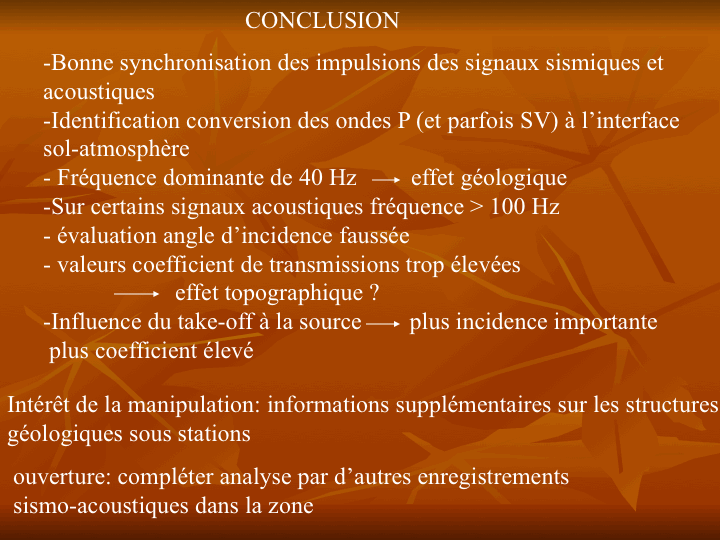 CONCLUSION
-Bonne synchronisation des impulsions des signaux sismiques et
acoustiques
-Identification conversion des ondes P (et parfois SV) à l’interface
sol-atmosphère
- Fréquence dominante de 40 Hz → effet géologique
-Sur certains signaux acoustiques fréquence > 100 Hz
- évaluation angle d’incidence faussée
- valeurs coefficient de transmissions trop élevées
→ effet topographique ?
-Influence du take-off à la source → plus incidence importante
plus coefficient élevé
Intérêt de la manipulation: informations supplémentaires sur les structures
géologiques sous stations
ouverture: compléter analyse par d’autres enregistrements
sismo-acoustiques dans la zone